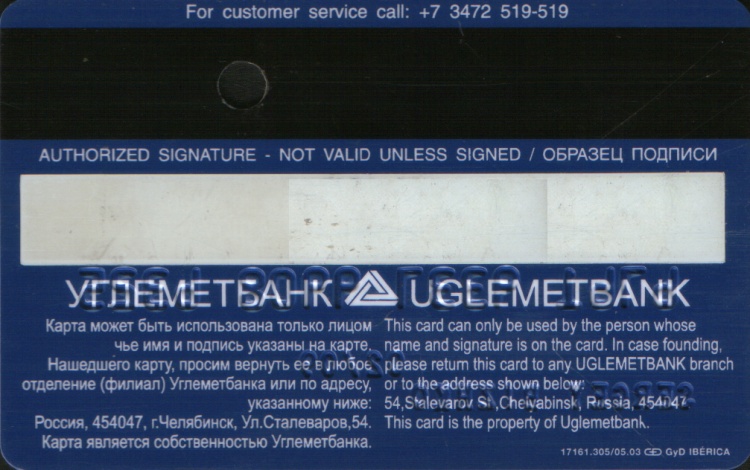 For customer service call: +7 3472 519-519
AUTHORIZED SIGNATURE - NOT VALID UNLESS SIGNED / ОБРАЗЕЦ ПОДПИСИ
УГЛЕМЕТБАНК UGLEMETBANK
Карта может быть использована только лицом
чье имя и подпись указаны на карте.
Нашедшего карту, просим вернуть ее в любое
отделение (филиал) Углеметбанка или по адресу,
указанному ниже:
Россия, 454047, г.Челябинск, Ул.Сталеваров,54.
Карта является собственностью Углеметбанка.
This card can only be used by the person whose
name and signature is on the card. In case founding,
please return this card to any UGLEMETBANK branch
or to the address shown below:
54,Stalevarov St.,Chelyabinsk, Russia, 454047
This card is the property of Uglemetbank.
17161.305/05.03 GyD IBÉRICA